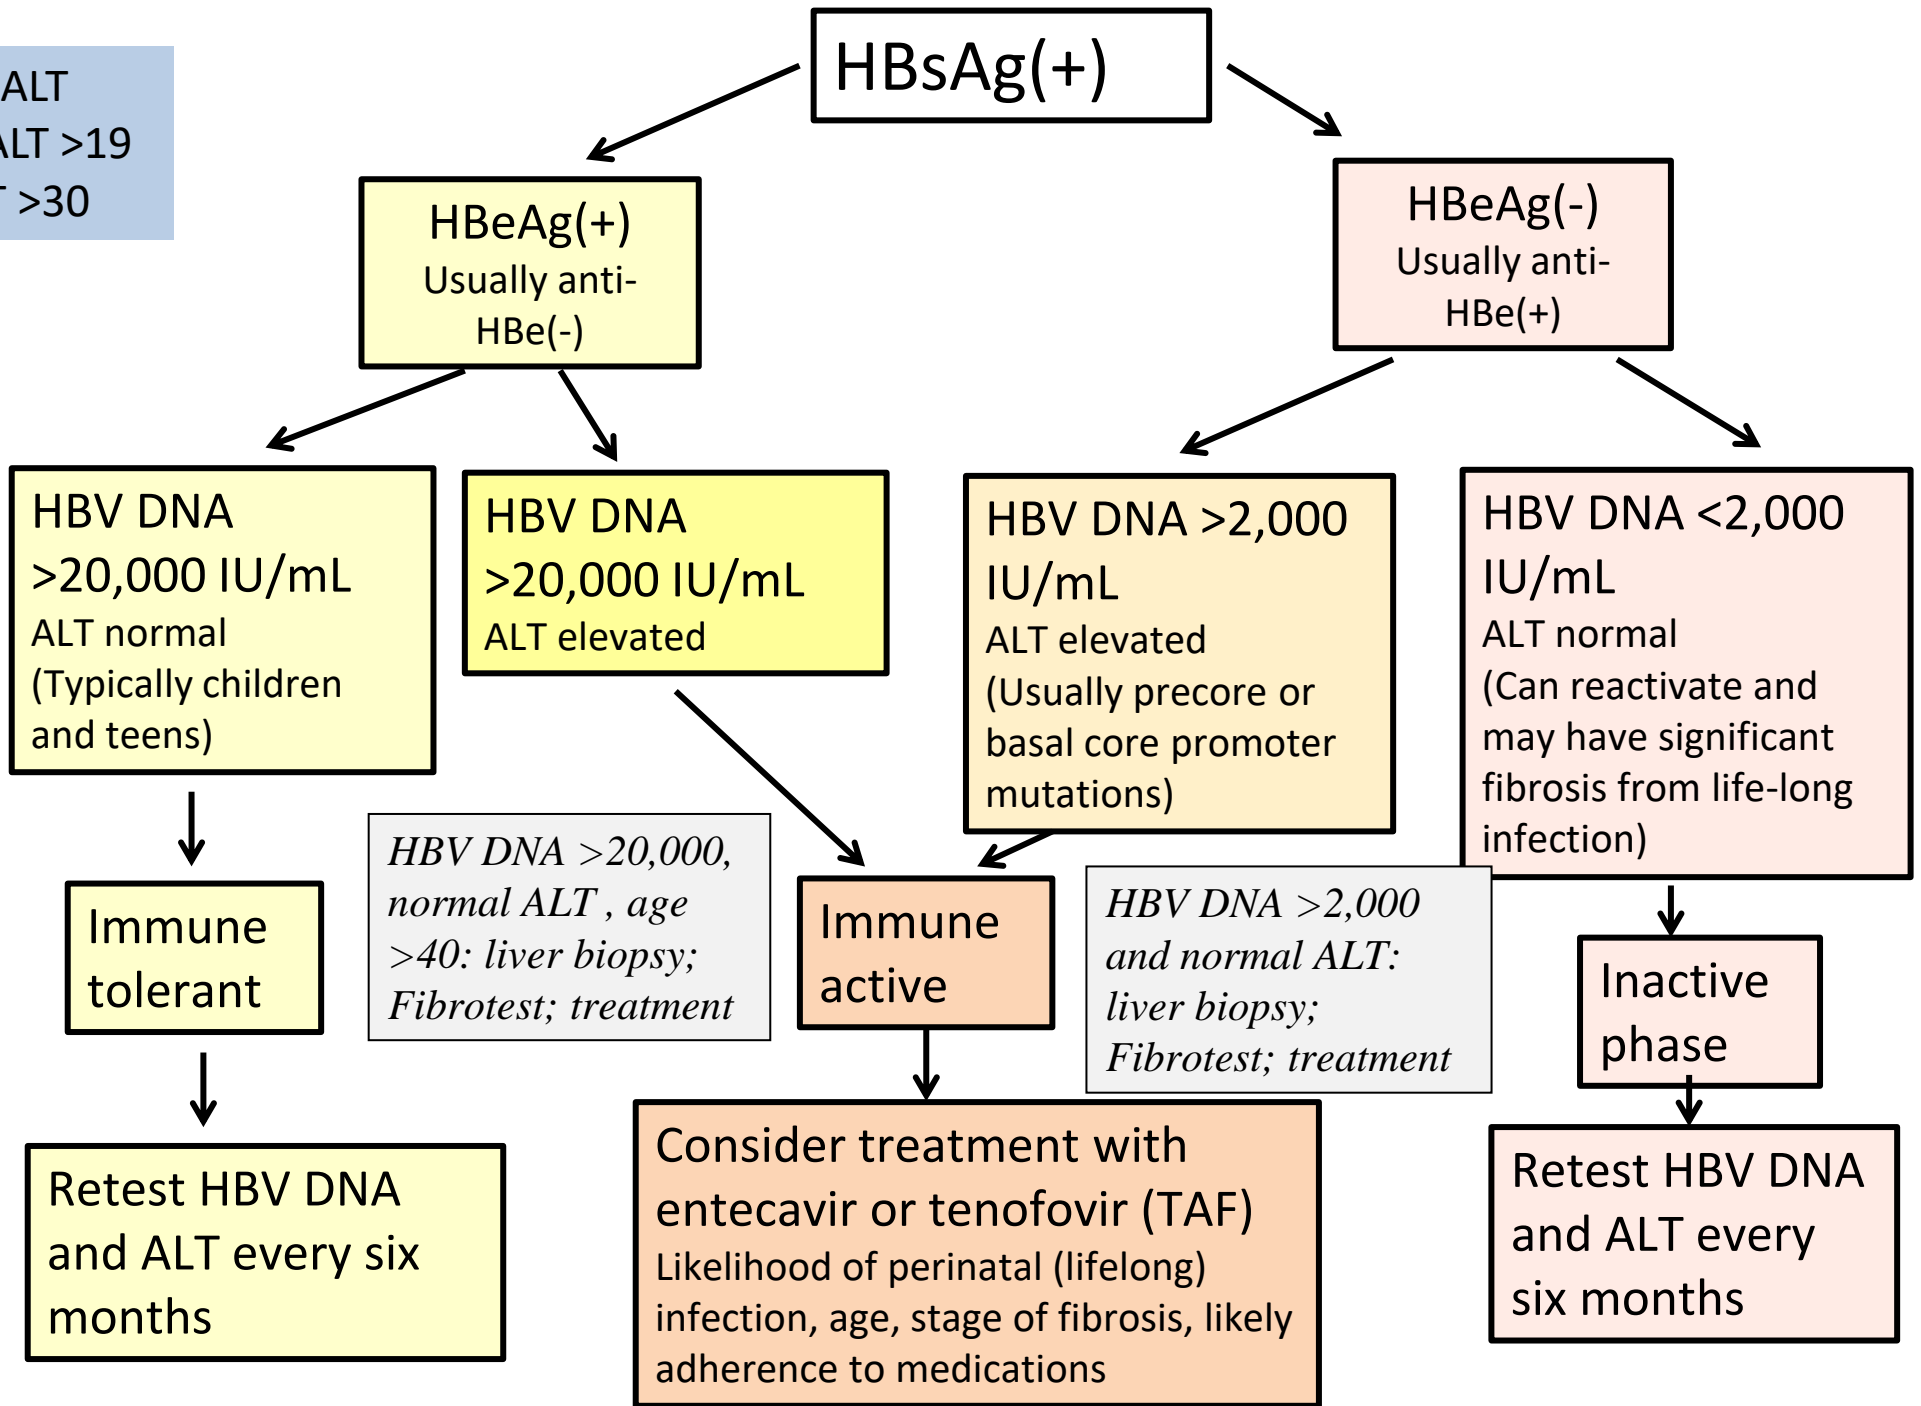 HBsAg(+)
ALT
ALT >19
>30
HBeAg(+)
Usually anti-
HBe(-)
HBeAg(-)
Usually anti-
HBe(+)
HBV DNA
>20,000 IU/mL
ALT normal
(Typically children
and teens)
HBV DNA
>20,000 IU/mL
ALT elevated
HBV DNA >2,000
IU/mL
ALT elevated
(Usually precore or
basal core promoter
mutations)
HBV DNA <2,000
IU/mL
ALT normal
(Can reactivate and
may have significant
fibrosis from life-long
infection)
Immune
tolerant
HBV DNA >20,000,
normal ALT , age
>40: liver biopsy;
Fibrotest; treatment
Immune
active
HBV DNA >2,000
and normal ALT:
liver biopsy;
Fibrotest; treatment
Inactive
phase
Retest HBV DNA
and ALT every six
months
Consider treatment with
entecavir or tenofovir (TAF)
Likelihood of perinatal (lifelong)
infection, age, stage of fibrosis, likely
adherence to medications
Retest HBV DNA
and ALT every
six months